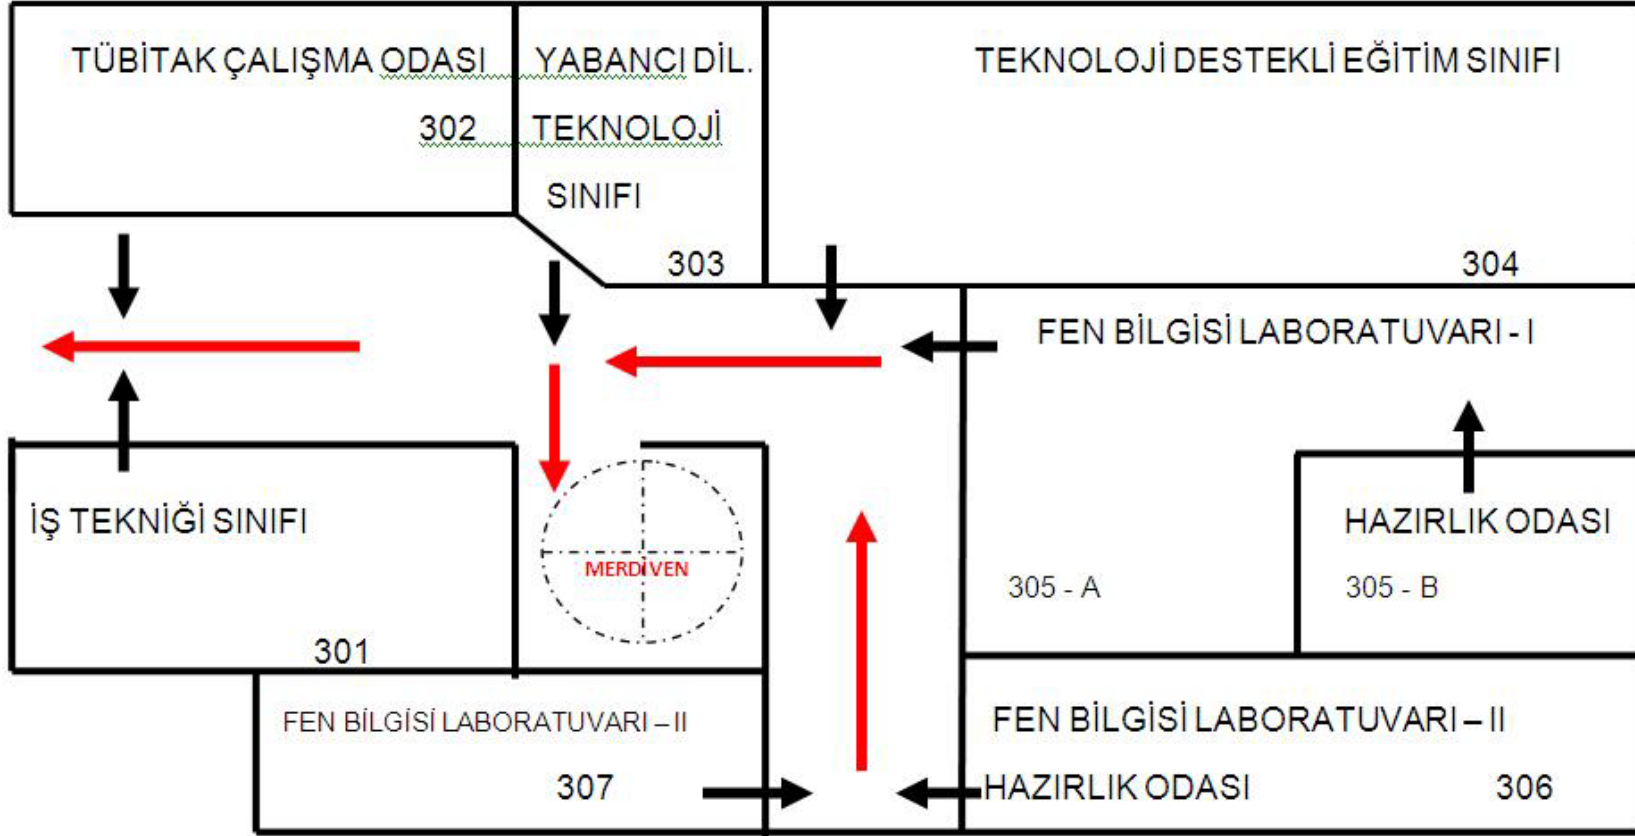 TÜBİTAK ÇALIŞMA ODASI
302
YABANCI DİL.
TEKNOLOJİ
SINIFI
303
TEKNOLOJİ DESTEKLİ EĞİTİM SINIFI
304
FEN BİLGİSİ LABORATUVARI - I
305 - A
HAZIRLIK ODASI
305 - B
İŞ TEKNİĞİ SINIFI
301
MERDİVEN
FEN BİLGİSİ LABORATUVARI – II
307
FEN BİLGİSİ LABORATUVARI – II
HAZIRLIK ODASI
306